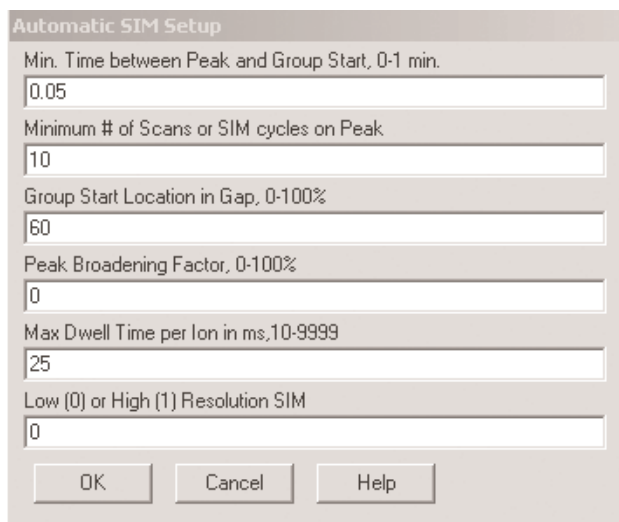 Automatic SIM Setup
Min. Time between Peak and Group Start, 0-1 min.
0.05
Minimum # of Scans or SIM cycles on Peak
10
Group Start Location in Gap, 0-100%
60
Peak Broadening Factor, 0-100%
0
Max Dwell Time per Ion in ms,10-9999
25
Low (0) or High (1) Resolution SIM
0
OK Cancel Help